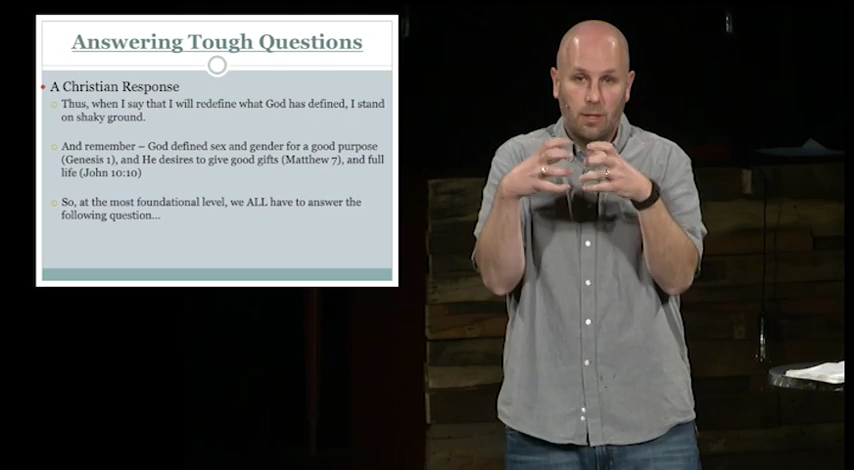 Answering Tough Questions
• A Christian Response
Thus, when I say that I will redefine what God has defined, I stand
on shaky ground.
And remember – God defined sex and gender for a good purpose
(Genesis 1), and He desires to give good gifts (Matthew 7), and full
life (John 10:10)
So, at the most foundational level, we ALL have to answer the
following question…